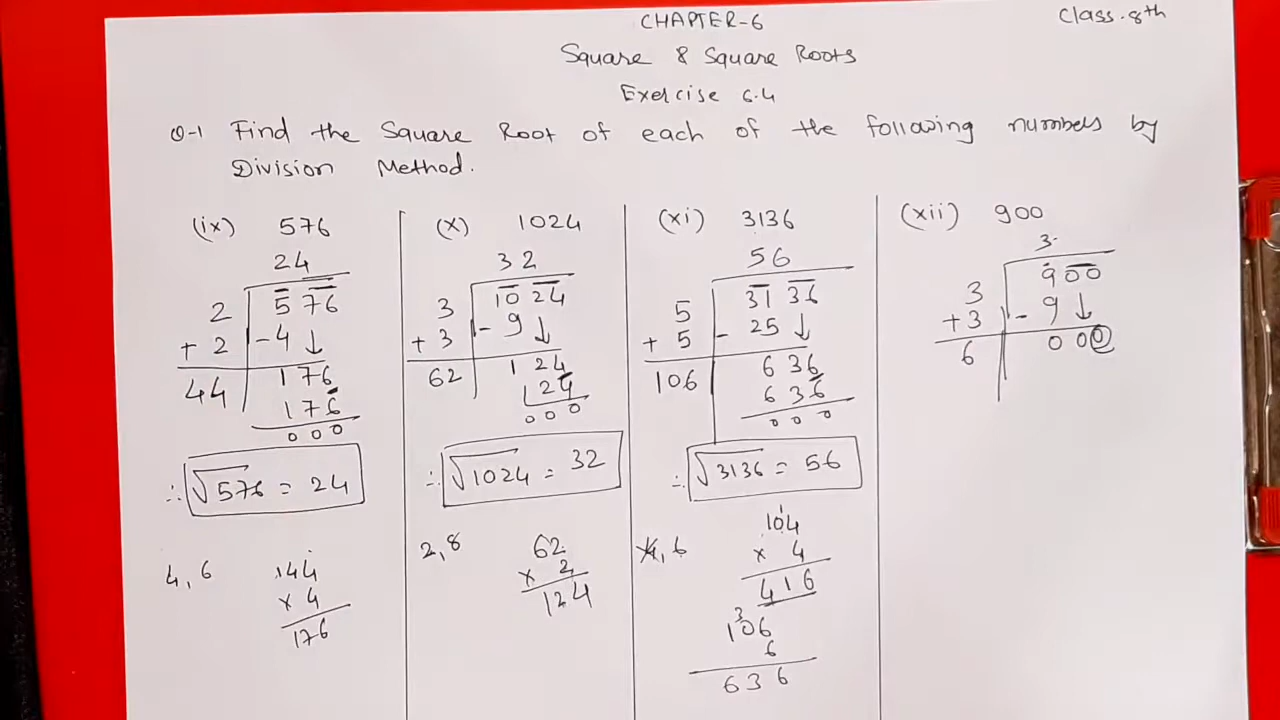 CHAPTER-6
Class.8th
Square & Square Roots
Exercise 6.4
Q-1 Find the Square Root of each of the following numbers by
Division Method.
(ix) 576
24
2 5 76
+ 2 - 4 ↓
44 176
176
000
∴ √576 = 24
4, 6
144
x 4
176
(x) 1024
32
3 10 24
+ 3 - 9 ↓
62 124
124
000
∴ √1024 = 32
2, 8
62
x 2
124
(xi) 3136
56
5 31 36
+ 5 - 25 ↓
106 636
636
000
∴ √3136 = 56
4, 6
104
x 4
416
106
6
636
(xii) 900
3
3 9 00
+3 - 9 ↓
6 000